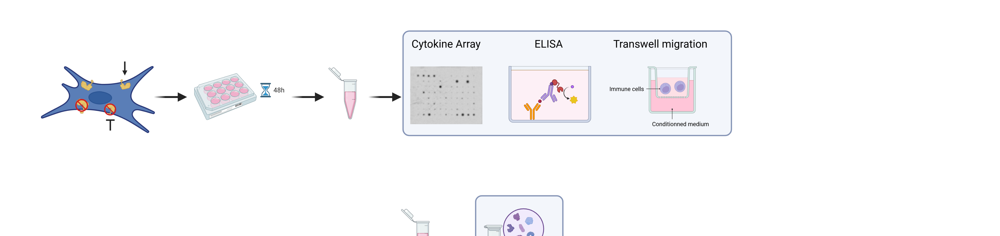 Cytokine Array
ELISA
Transwell migration
48h
Immune cells
Conditionned medium